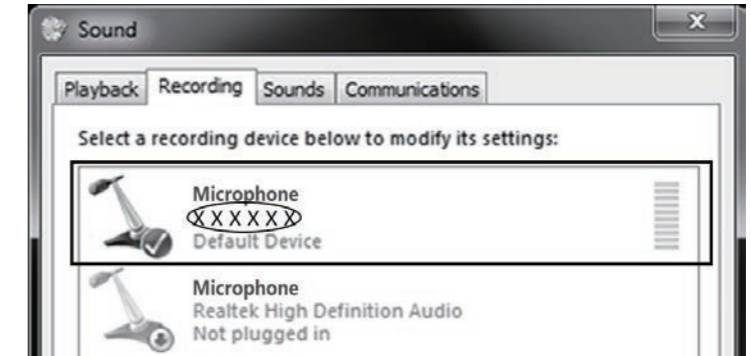 Sound
X
Playback Recording Sounds Communications
Select a recording device below to modify its settings:
Microphone
X X X X X X
Default Device
Microphone
Realtek High Definition Audio
Not plugged in